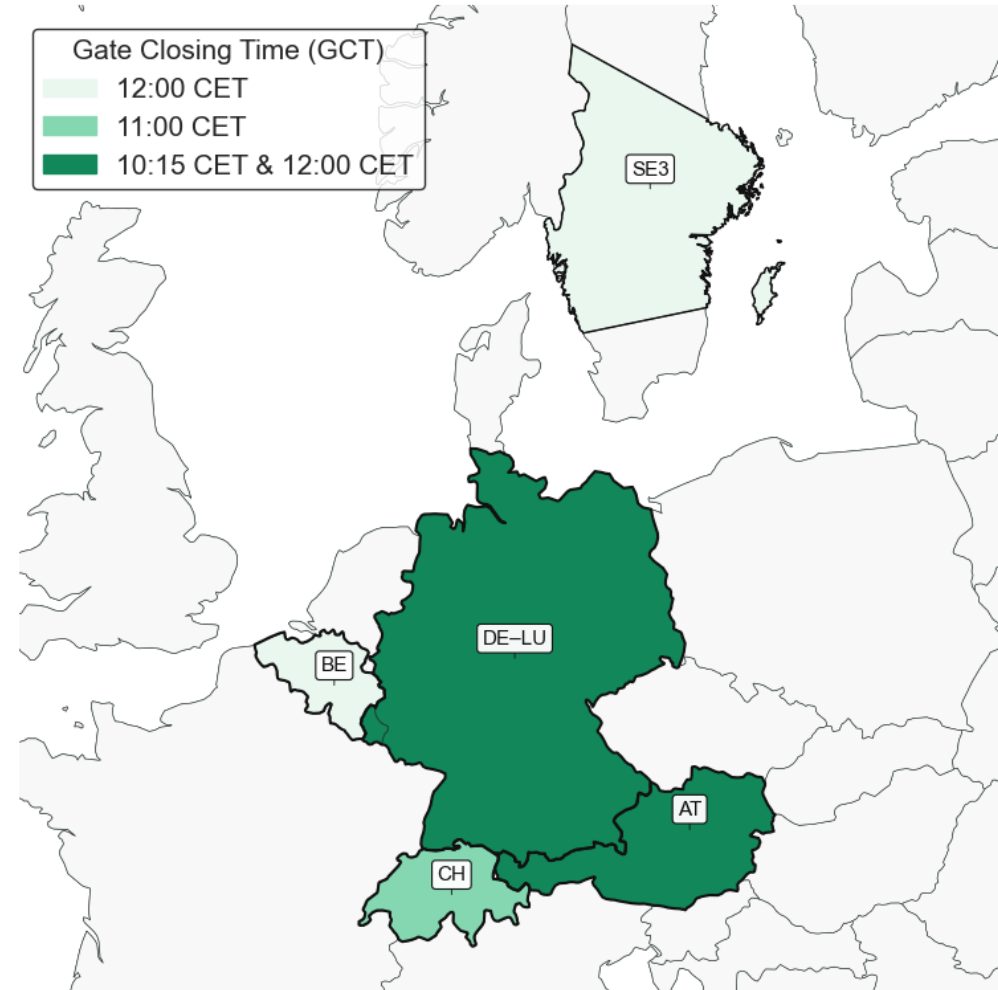 Gate Closing Time (GCT)
12:00 CET
11:00 CET
10:15 CET & 12:00 CET
SE3
DE–LU
BE
AT
CH